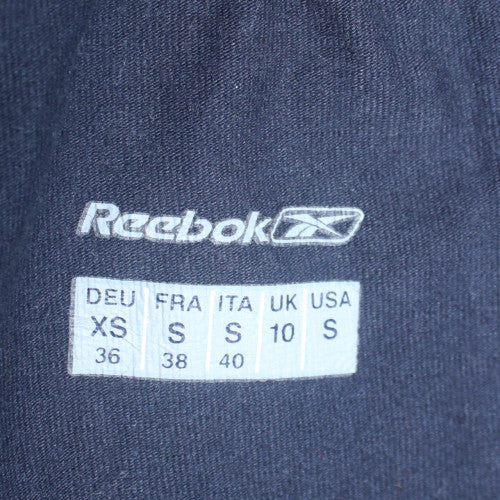 Reebok
DEU FRA ITA UK USA
XS S S 10 S
36 38 40